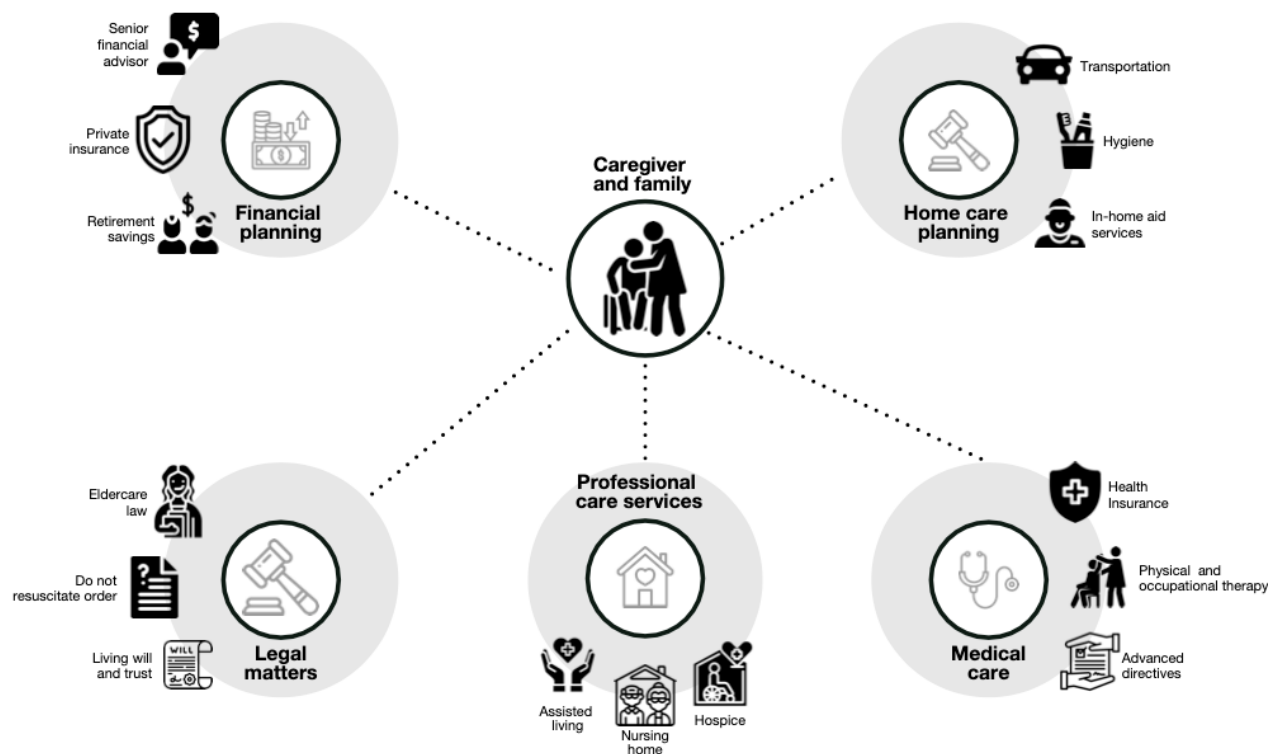 Senior
financial
advisor
$
Private
insurance
$
Retirement
savings
$
Financial
planning
Caregiver
and family
Transportation
Hygiene
In-home aid
services
Home care
planning
Eldercare
law
Do not
resuscitate order
?
Living will
and trust
WILL
Legal
matters
Professional
care services
Assisted
living
Nursing
home
Hospice
Health
Insurance
Physical and
occupational therapy
Advanced
directives
Medical
care